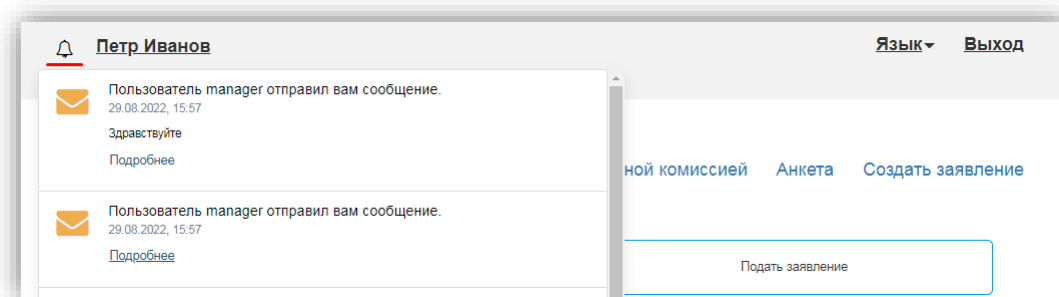 Петр Иванов
Язык
Выход
Пользователь manager отправил вам сообщение.
29.08.2022, 15:57
Здравствуйте
Подробнее
ной комиссией
Анкета
Создать заявление
Пользователь manager отправил вам сообщение.
29.08.2022, 15:57
Подробнее
Подать заявление